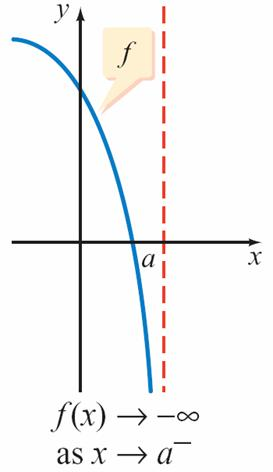 y
f
a
x
f(x) → −∞
as x → a⁻